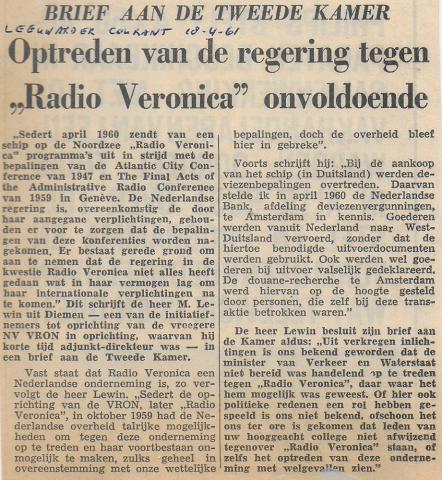 BRIEF AAN DE TWEEDE KAMER
LEEUWARDER COURANT 18-4-61
Optreden van de regering tegen
„Radio Veronica” onvoldoende
„Sedert april 1960 zendt van een
schip op de Noordzee „Radio Veroni-
ca” programma's uit in strijd met de
bepalingen van de Atlantic City Con-
ference van 1947 en The Final Acts of
the Administrative Radio Conference
van 1959 in Genève. De Nederlandse
regering is, overeenkomstig de door
haar aangegane verplichtingen, gehou-
den er voor te zorgen dat de bepalin-
gen van deze konferenties worden na-
gekomen. Er bestaat gerede grond om
aan te nemen dat de regering in de
kwestie Radio Veronica niet alles heeft
gedaan wat in haar vermogen lag om
haar internationale verplichtingen na
te komen.” Dit schrijft de heer M. Le-
win uit Diemen — een van de initiatief-
nemers tot oprichting van de vroegere
NV VRON in oprichting, waarvan hij
korte tijd adjunkt-direkteur was — in
een brief aan de Tweede Kamer.
Vast staat dat Radio Veronica een
Nederlandse onderneming is, zo ver-
volgt de heer Lewin. „Sedert de op-
richting van de VRON, later „Radio
Veronica”, in oktober 1959 had de Ne-
derlandse overheid talrijke mogelijk-
heden om tegen deze onderneming op
te treden en haar voortbestaan onmo-
gelijk te maken, zulks geheel in
overeenstemming met onze wettelijke
bepalingen, doch de overheid bleef
hier in gebreke”.
Voorts schrijft hij: „Bij de aankoop
van het schip (in Duitsland) werden de-
viezenbepalingen overtreden. Daarvan
stelde ik in april 1960 de Nederlandse
Bank, afdeling deviezenvergunningen,
te Amsterdam in kennis. Goederen
werden vanuit Nederland naar West-
Duitsland vervoerd, zonder dat de
hiertoe benodigde uitvoerdocumenten
werden gebruikt. Ook werden wel goe-
deren bij uitvoer valselijk gedeklareerd.
De douane-recherche te Amsterdam
werd hiervan op de hoogte gesteld
door personen, die zelf bij deze trans-
aktie betrokken waren.”
De heer Lewin besluit zijn brief aan
de Kamer aldus: „Uit verkregen inlich-
tingen is ons bekend geworden dat de
minister van Verkeer en Waterstaat
niet bereid was handelend op te treden
tegen „Radio Veronica”, daar waar het
hem mogelijk was geweest. Of hier ook
politieke redenen een rol hebben ge-
speeld is ons niet bekend, ofschoon het
ons ter ore is gekomen dat leden van
uw hooggeacht college niet afwijzend
tegenover „Radio Veronica” staan, of
zelfs het optreden van deze onderne-
ming met welgevallen zien.”